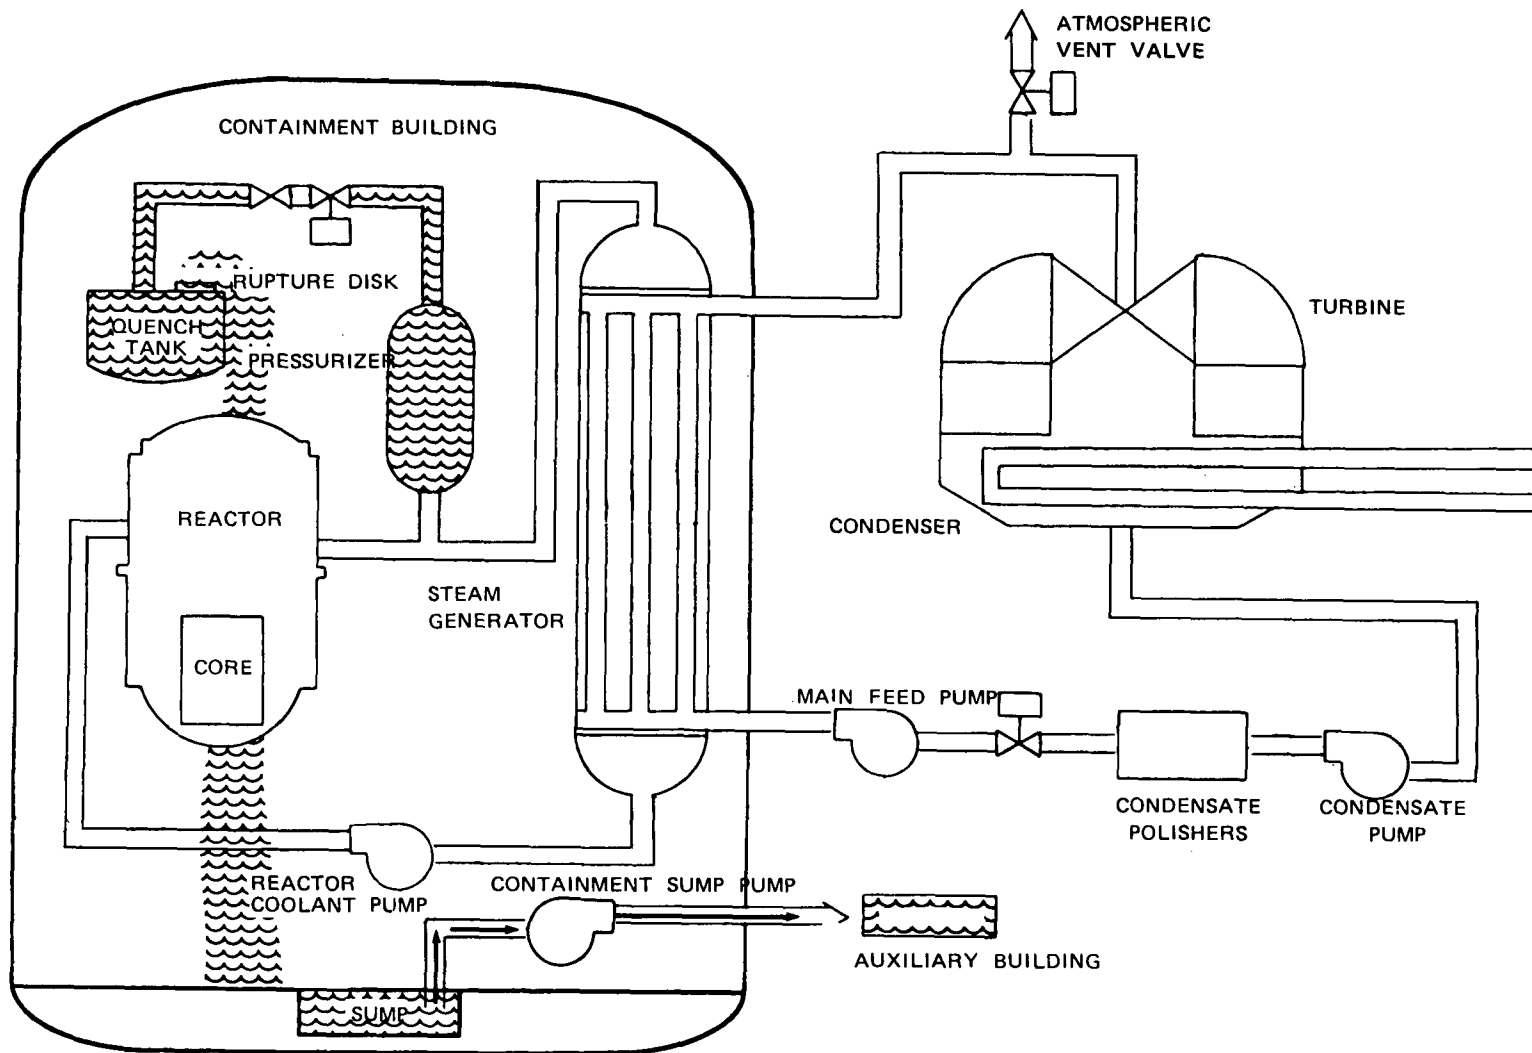 ATMOSPHERIC
VENT VALVE
CONTAINMENT BUILDING
RUPTURE DISK
QUENCH
TANK
PRESSURIZER
TURBINE
REACTOR
CONDENSER
STEAM
GENERATOR
CORE
MAIN FEED PUMP
CONDENSATE
POLISHERS
CONDENSATE
PUMP
REACTOR
COOLANT PUMP
CONTAINMENT SUMP PUMP
AUXILIARY BUILDING
SUMP